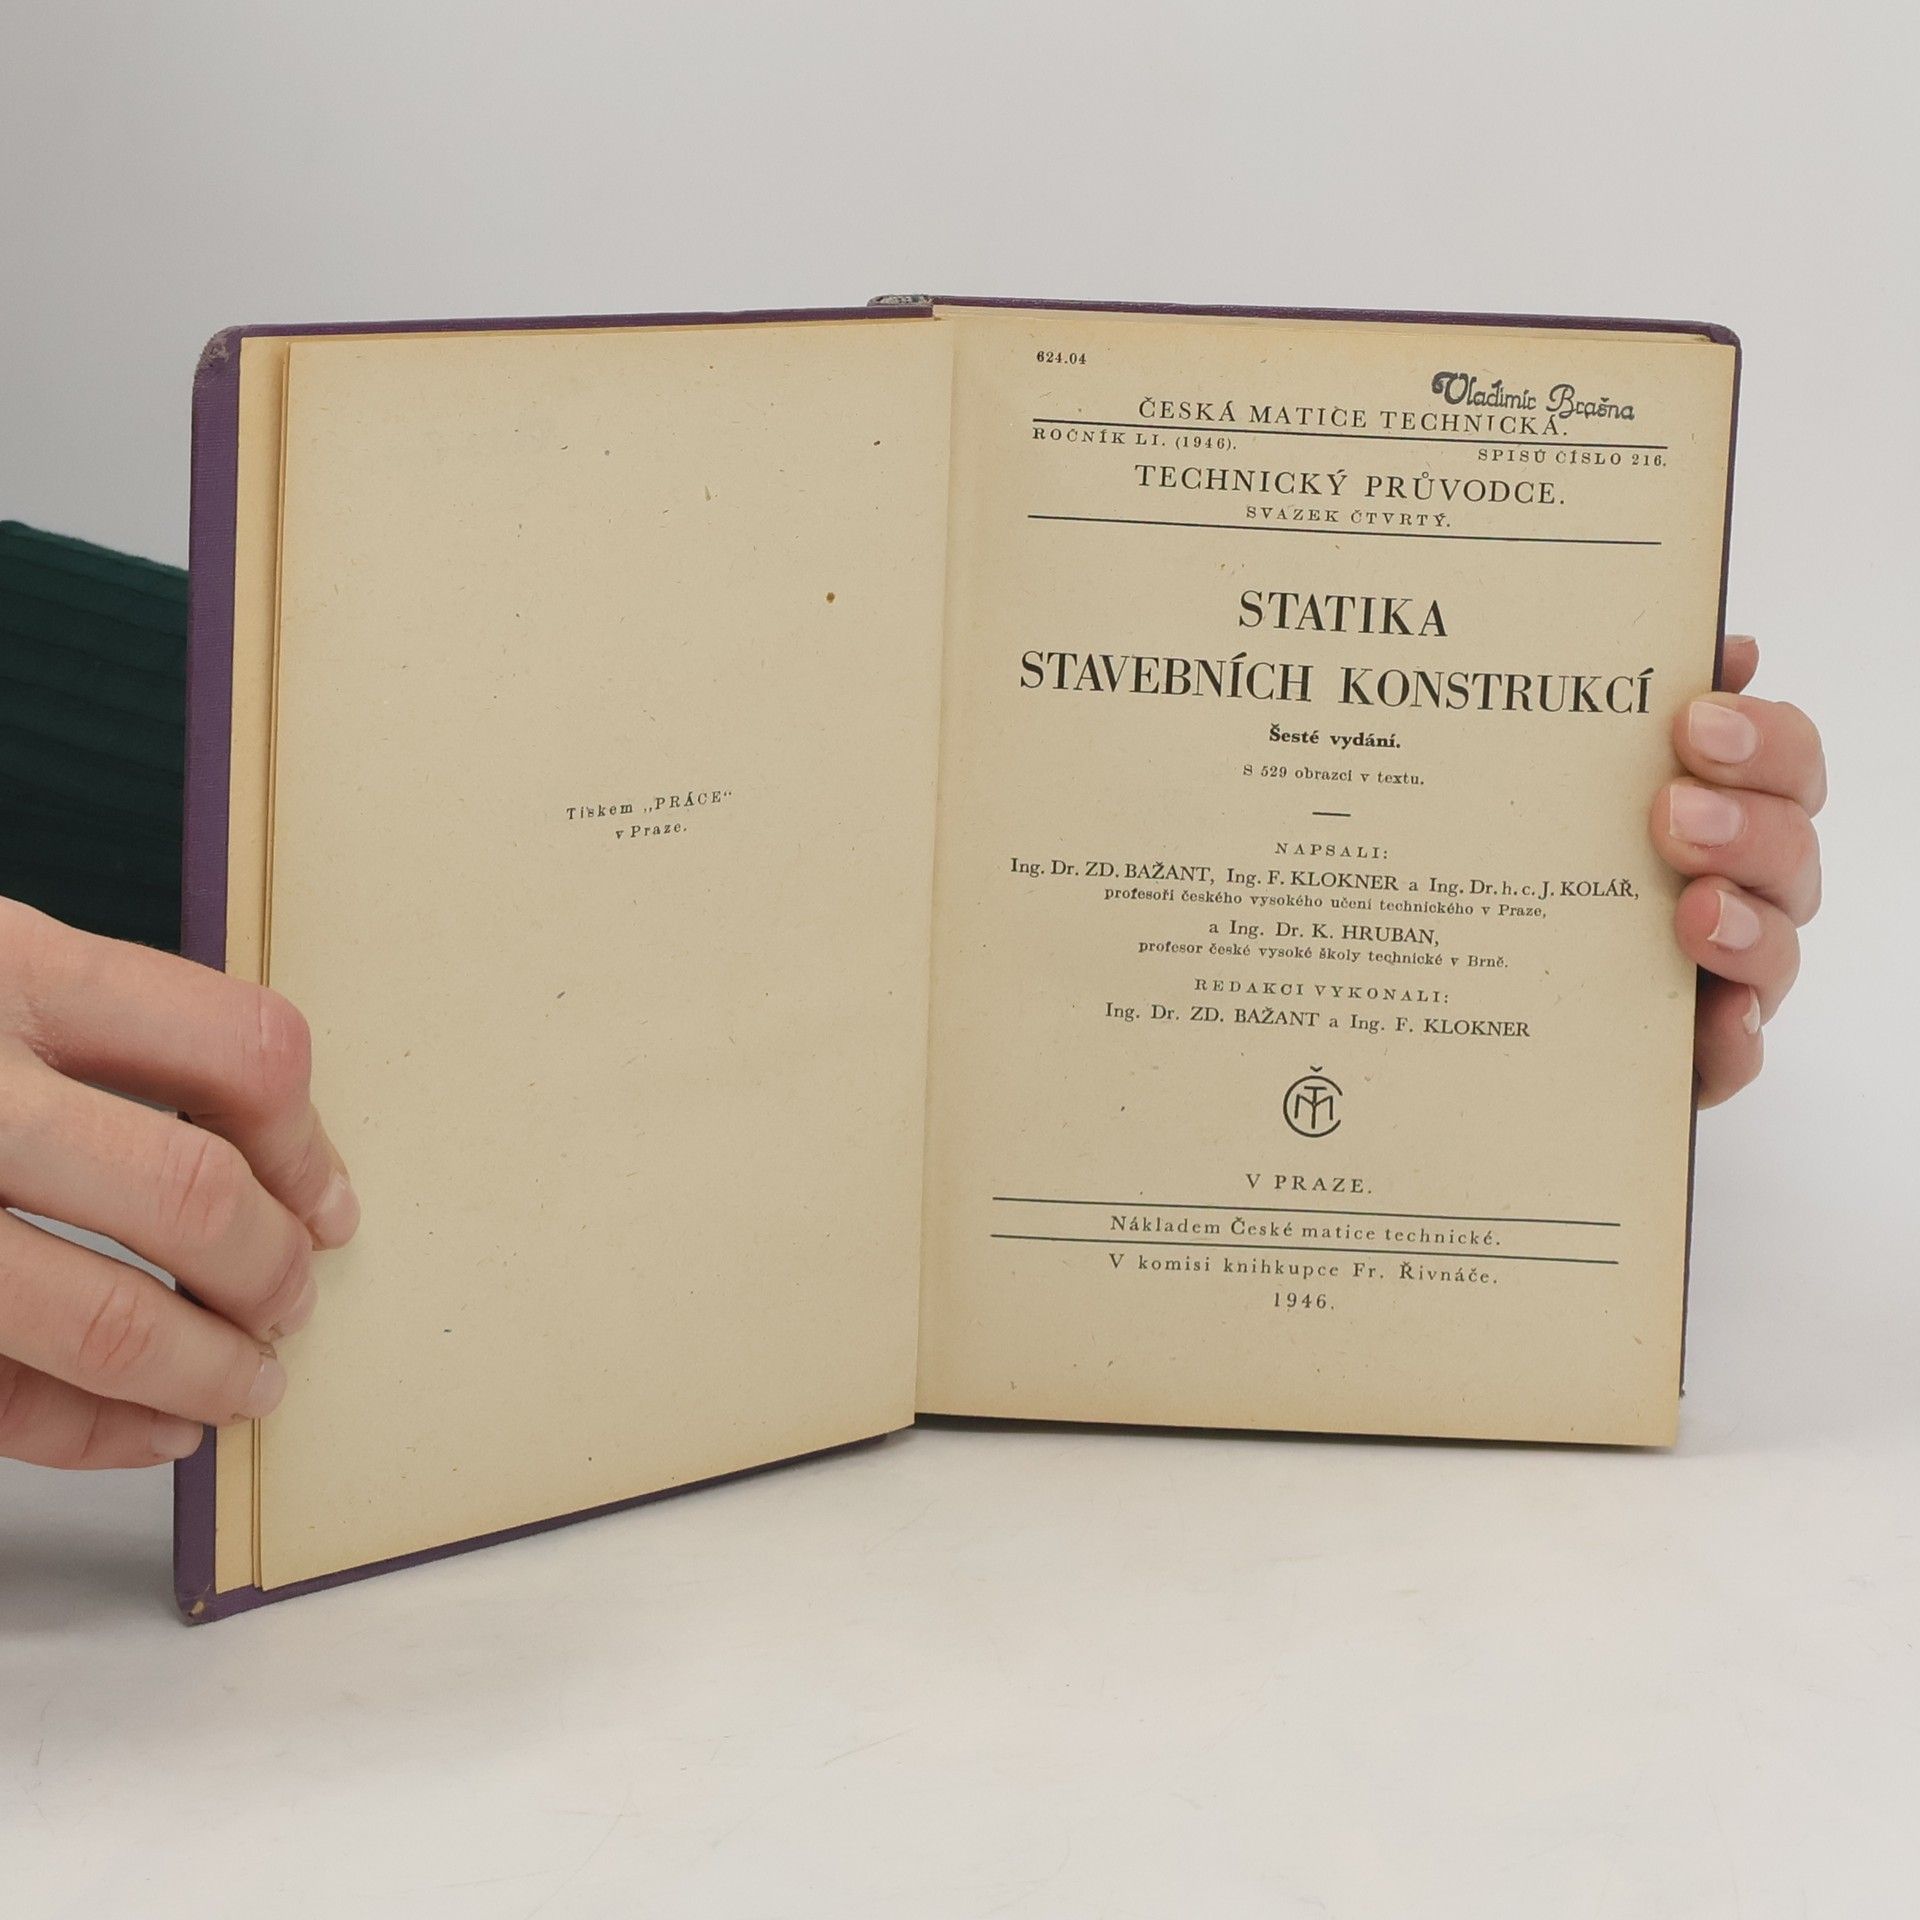 Tiskem „PRÁCE“
v Praze.
624.04
Vladimír Brašna
ČESKÁ MATICE TECHNICKÁ.
ROČNÍK LI. (1946).
SPISŮ ČÍSLO 216.
TECHNICKÝ PRŮVODCE.
SVAZEK ČTVRTÝ.
STATIKA
STAVEBNÍCH KONSTRUKCÍ
Šesté vydání.
S 529 obrazci v textu.
NAPSALI:
Ing. Dr. ZD. BAŽANT, Ing. F. KLOKNER a Ing. Dr. h. c. J. KOLÁŘ,
profesoři českého vysokého učení technického v Praze,
a Ing. Dr. K. HRUBAN,
profesor české vysoké školy technické v Brně.
REDAKCI VYKONALI:
Ing. Dr. ZD. BAŽANT a Ing. F. KLOKNER
ČMT
V PRAZE.
Nákladem České matice technické.
V komisi knihkupce Fr. Řivnáče.
1946.